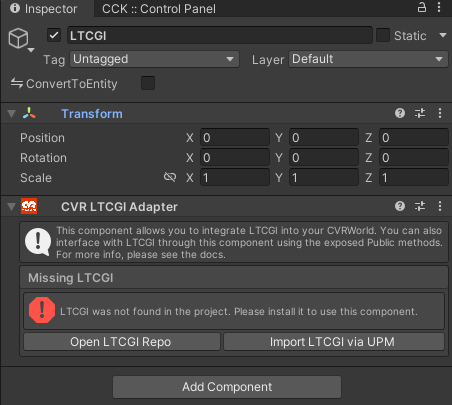 Inspector
CCK :: Control Panel
LTCGI
Static
Tag Untagged Layer Default
ConvertToEntity
Transform
Position X 0 Y 0 Z 0
Rotation X 0 Y 0 Z 0
Scale X 1 Y 1 Z 1
CVR LTCGI Adapter
This component allows you to integrate LTCGI into your CVRWorld. You can also
interface with LTCGI through this component using the exposed Public methods.
For more info, please see the docs.
Missing LTCGI
LTCGI was not found in the project. Please install it to use this component.
Open LTCGI Repo
Import LTCGI via UPM
Add Component